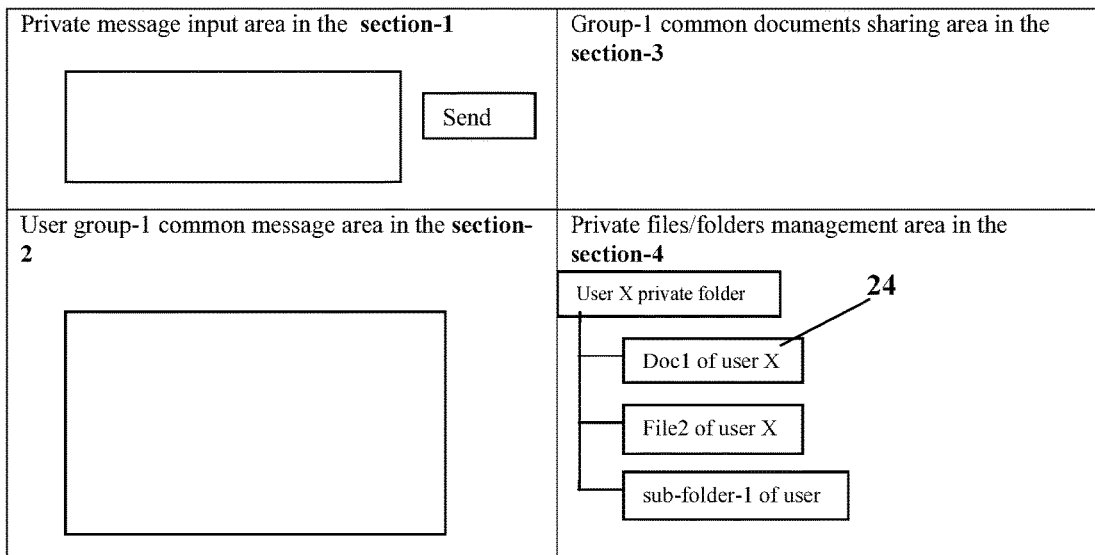 Private message input area in the section-1
Send
Group-1 common documents sharing area in the
section-3
User group-1 common message area in the section-
2
Private files/folders management area in the
section-4
User X private folder
24
Doc1 of user X
File2 of user X
sub-folder-1 of user